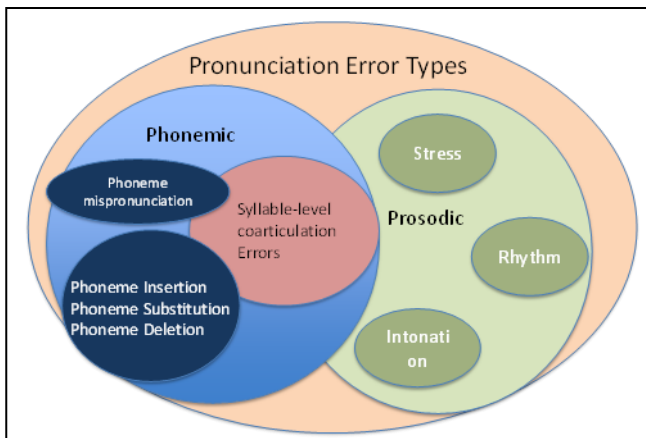 Pronunciation Error Types
Phonemic
Phoneme
mispronunciation
Syllable-level
coarticulation
Errors
Phoneme Insertion
Phoneme Substitution
Phoneme Deletion
Stress
Prosodic
Rhythm
Intonati
on